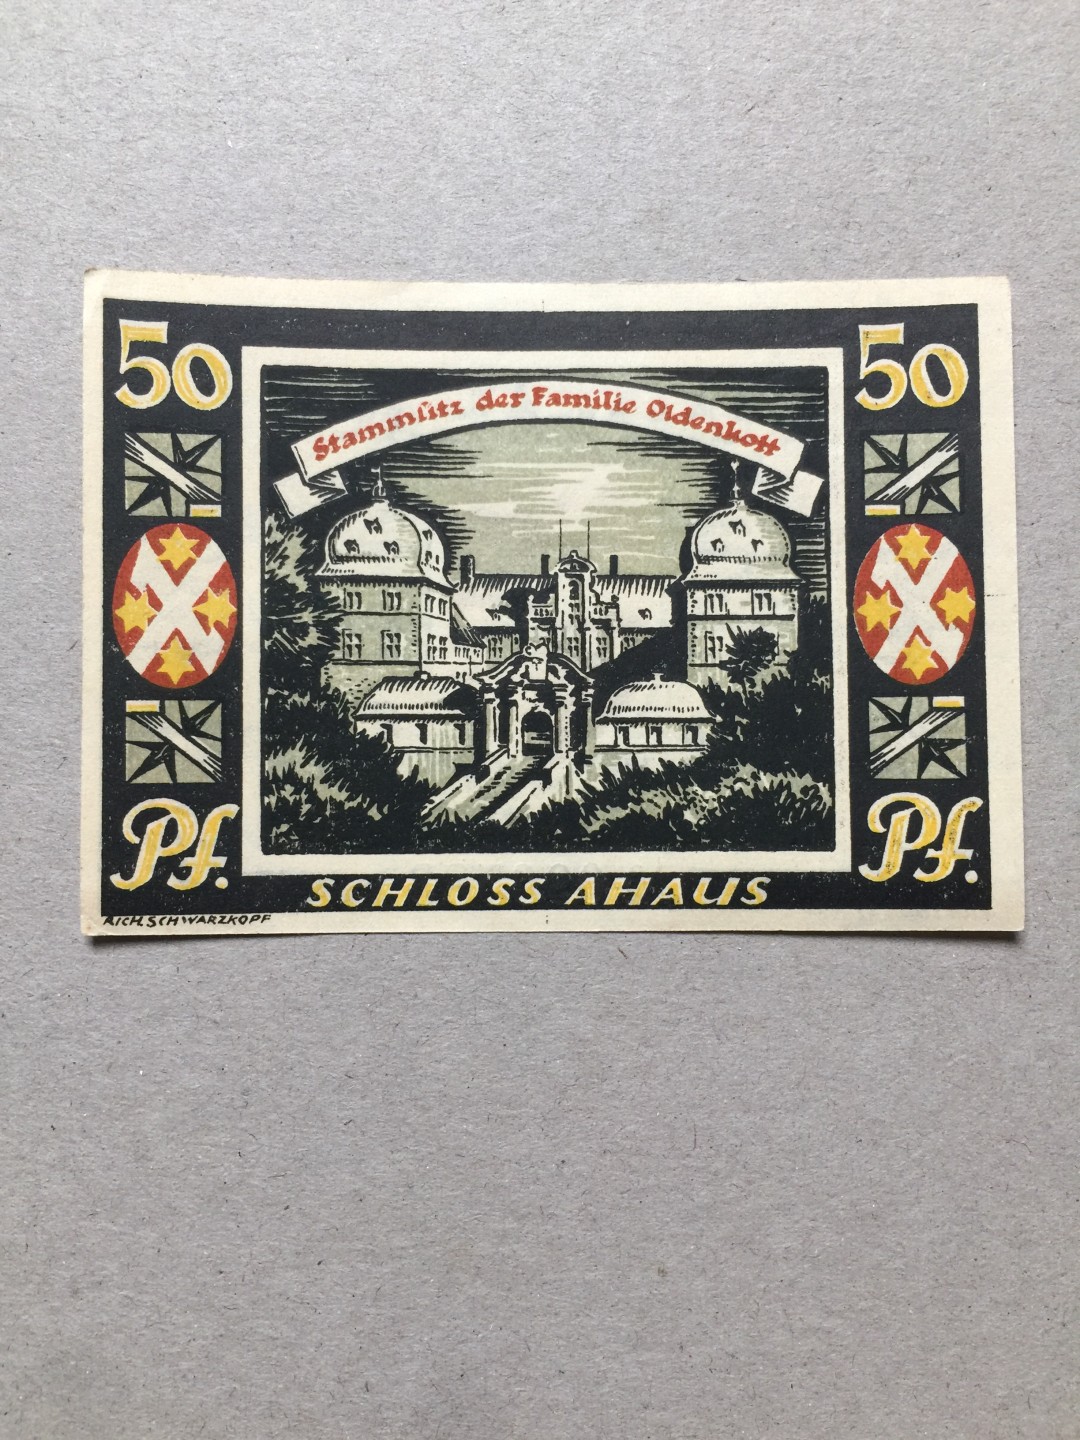 50
50
Stammsitz der Familie Oldenkott
Pf.
Pf.
SCHLOSS AHAUS
RICH. SCHWARZKOPF